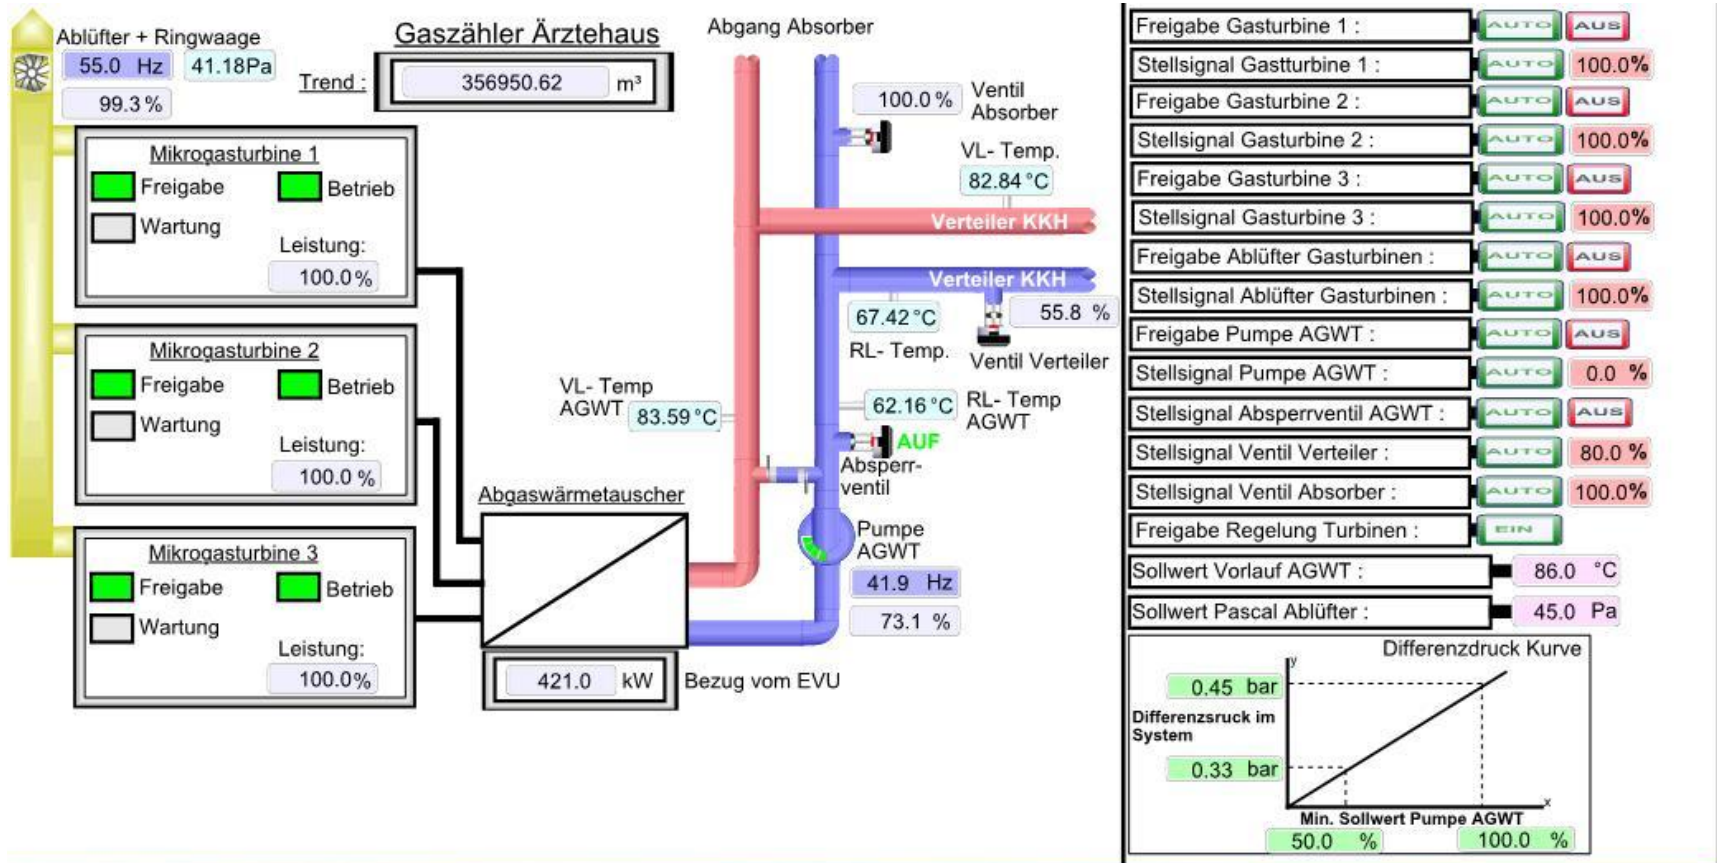 Ablüfter + Ringwaage
55.0 Hz
41.18Pa
99.3 %
Gaszähler Ärztehaus
Trend :
356950.62 m³
Mikrogasturbine 1
Freigabe
Betrieb
Wartung
Leistung:
100.0 %
Mikrogasturbine 2
Freigabe
Betrieb
Wartung
Leistung:
100.0 %
Mikrogasturbine 3
Freigabe
Betrieb
Wartung
Leistung:
100.0%
Abgaswärmetauscher
421.0 kW
Bezug vom EVU
Abgang Absorber
100.0 %
Ventil
Absorber
VL- Temp.
82.84 °C
Verteiler KKH
Verteiler KKH
67.42 °C
RL- Temp.
55.8 %
Ventil Verteiler
VL- Temp
AGWT
83.59 °C
62.16 °C
RL- Temp
AGWT
AUF
Absperr-
ventil
Pumpe
AGWT
41.9 Hz
73.1 %
Freigabe Gasturbine 1 : AUTO AUS
Stellsignal Gastturbine 1 : AUTO 100.0%
Freigabe Gasturbine 2 : AUTO AUS
Stellsignal Gasturbine 2 : AUTO 100.0%
Freigabe Gasturbine 3 : AUTO AUS
Stellsignal Gasturbine 3 : AUTO 100.0%
Freigabe Ablüfter Gasturbinen : AUTO AUS
Stellsignal Ablüfter Gasturbinen : AUTO 100.0%
Freigabe Pumpe AGWT : AUTO AUS
Stellsignal Pumpe AGWT : AUTO 0.0 %
Stellsignal Absperrventil AGWT : AUTO AUS
Stellsignal Ventil Verteiler : AUTO 80.0 %
Stellsignal Ventil Absorber : AUTO 100.0%
Freigabe Regelung Turbinen : EIN
Sollwert Vorlauf AGWT : 86.0 °C
Sollwert Pascal Ablüfter : 45.0 Pa
Differenzdruck Kurve
y
0.45 bar
Differenzsruck im
System
0.33 bar
x
Min. Sollwert Pumpe AGWT
50.0 %
100.0 %